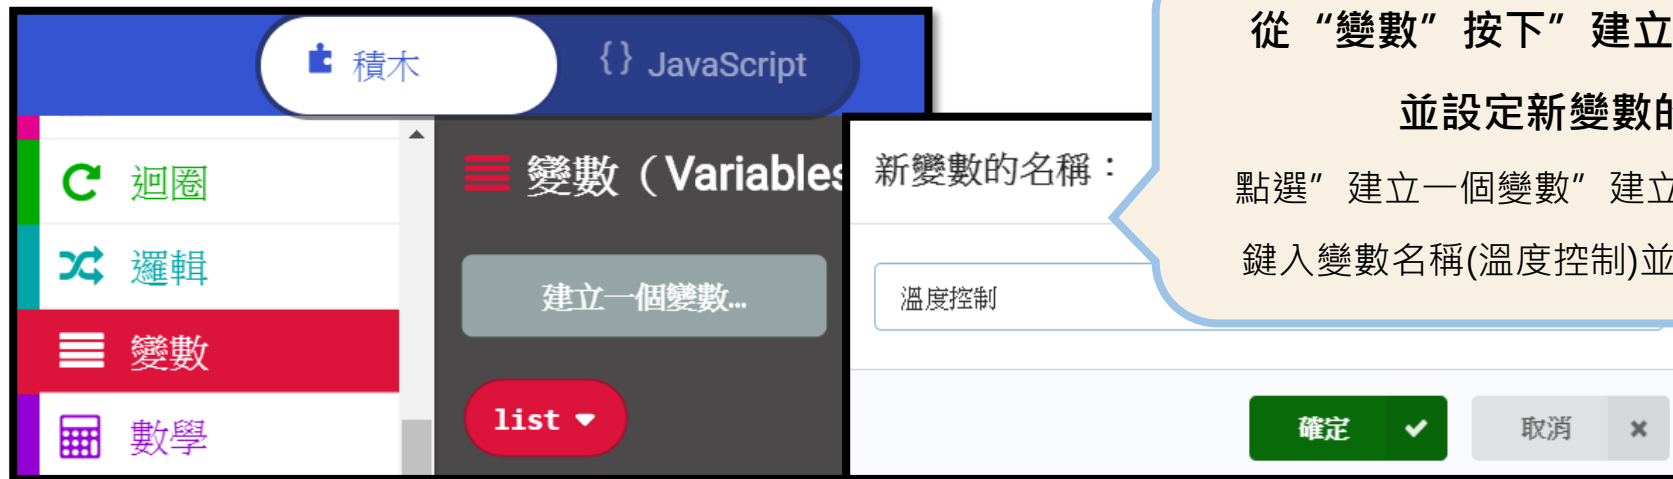 積木
{} JavaScript
迴圈
邏輯
變數
數學
變數（Variables
建立一個變數...
list
新變數的名稱：
溫度控制
確定
取消
從“變數”按下”建立
並設定新變數的
點選”建立一個變數”建立
鍵入變數名稱(溫度控制)並